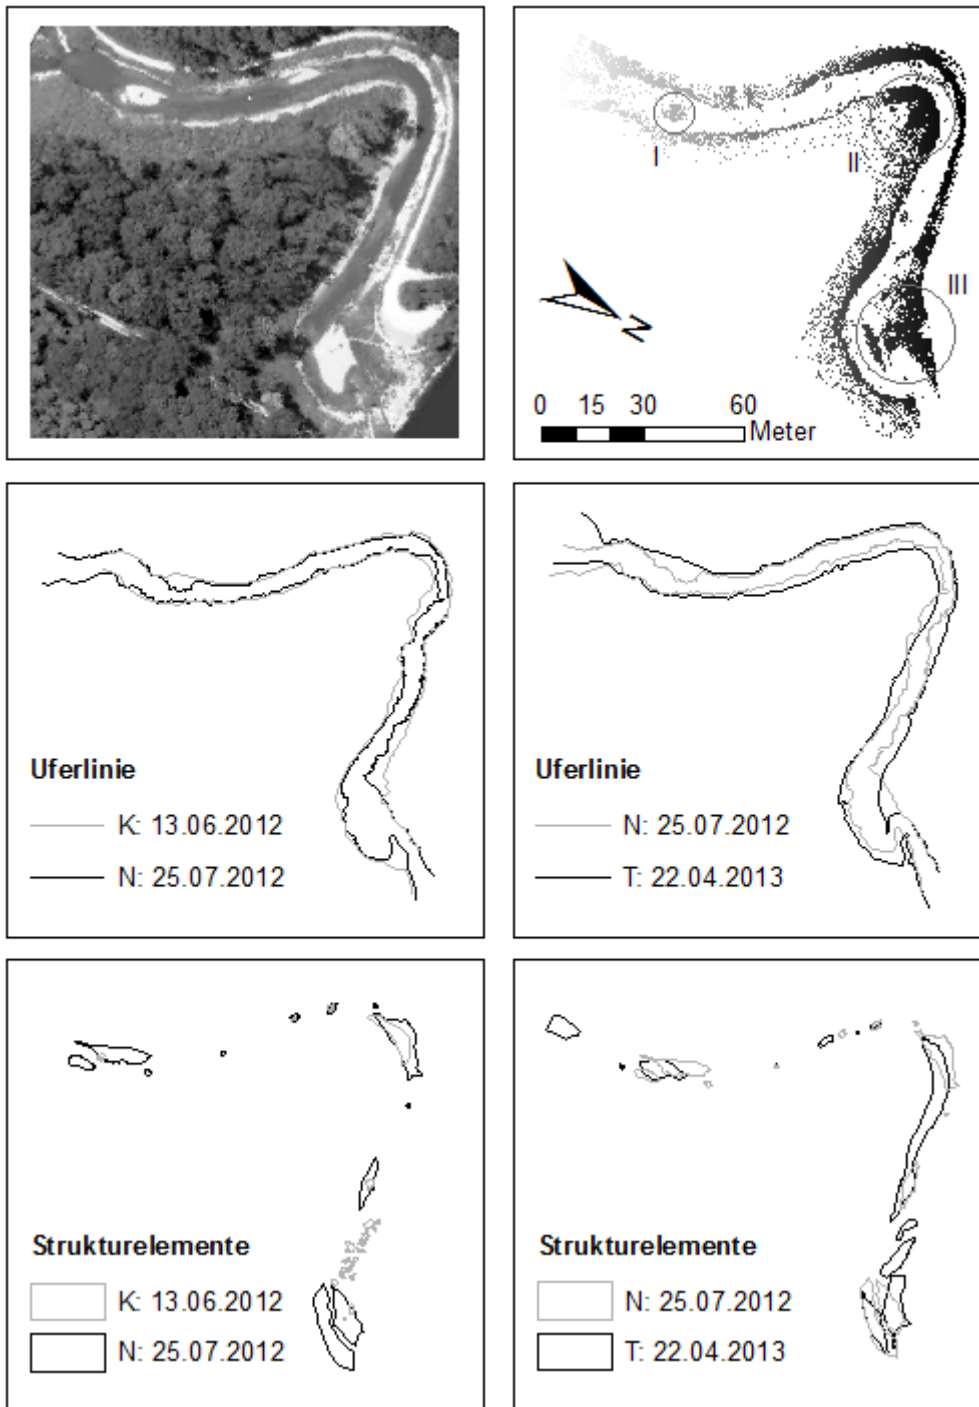 I
II
III
N
0 15 30 60
Meter
Uferlinie
K: 13.06.2012
N: 25.07.2012
Uferlinie
N: 25.07.2012
T: 22.04.2013
Strukturelemente
K: 13.06.2012
N: 25.07.2012
Strukturelemente
N: 25.07.2012
T: 22.04.2013